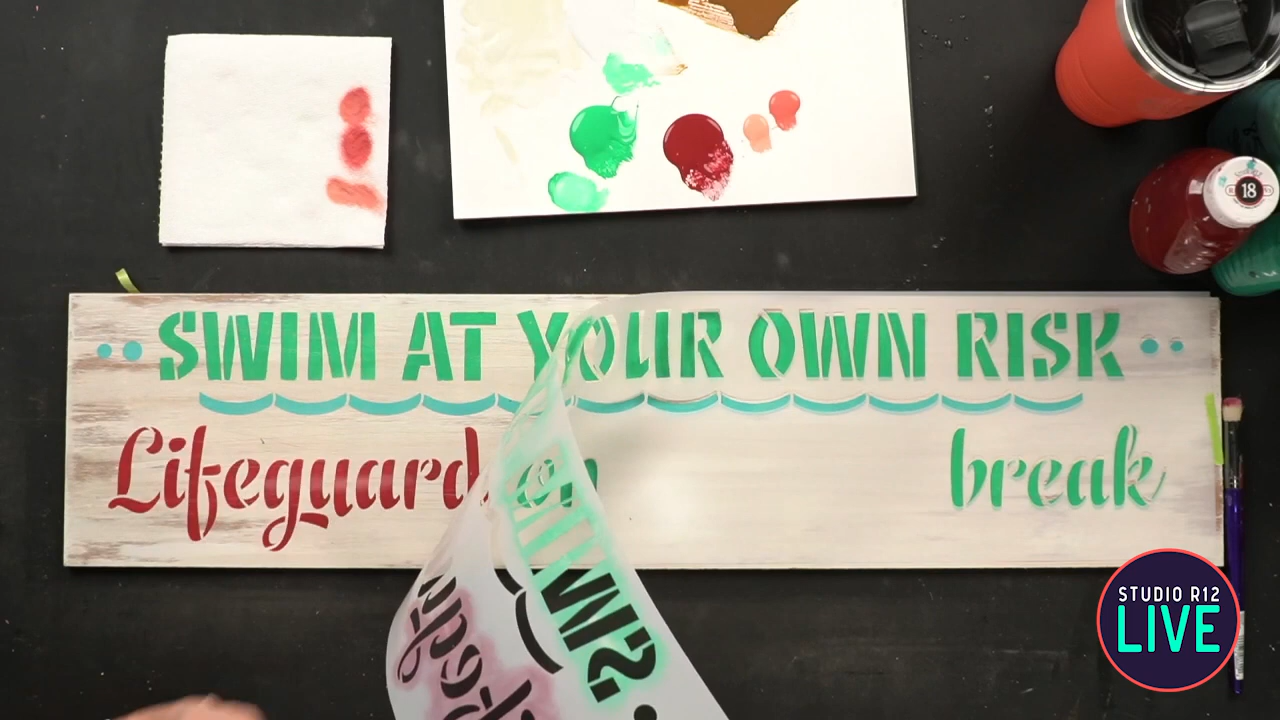 SWIM AT YOUR OWN RISK
Lifeguard on break
18
STUDIO R12
LIVE